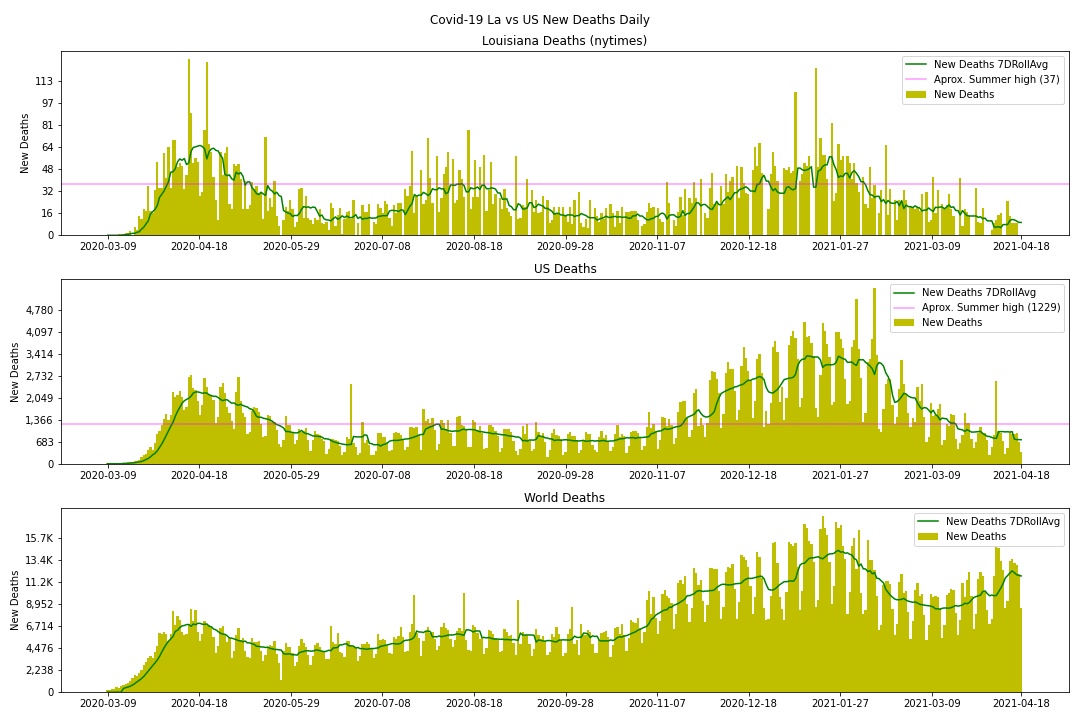 Covid-19 La vs US New Deaths Daily
Louisiana Deaths (nytimes)
New Deaths 7DRollAvg
Aprox. Summer high (37)
New Deaths
New Deaths
113
97
81
64
48
32
16
0
2020-03-09 2020-04-18 2020-05-29 2020-07-08 2020-08-18 2020-09-28 2020-11-07 2020-12-18 2021-01-27 2021-03-09 2021-04-18
US Deaths
New Deaths 7DRollAvg
Aprox. Summer high (1229)
New Deaths
New Deaths
4,780
4,097
3,414
2,732
2,049
1,366
683
0
2020-03-09 2020-04-18 2020-05-29 2020-07-08 2020-08-18 2020-09-28 2020-11-07 2020-12-18 2021-01-27 2021-03-09 2021-04-18
World Deaths
New Deaths 7DRollAvg
New Deaths
New Deaths
15.7K
13.4K
11.2K
8,952
6,714
4,476
2,238
0
2020-03-09 2020-04-18 2020-05-29 2020-07-08 2020-08-18 2020-09-28 2020-11-07 2020-12-18 2021-01-27 2021-03-09 2021-04-18